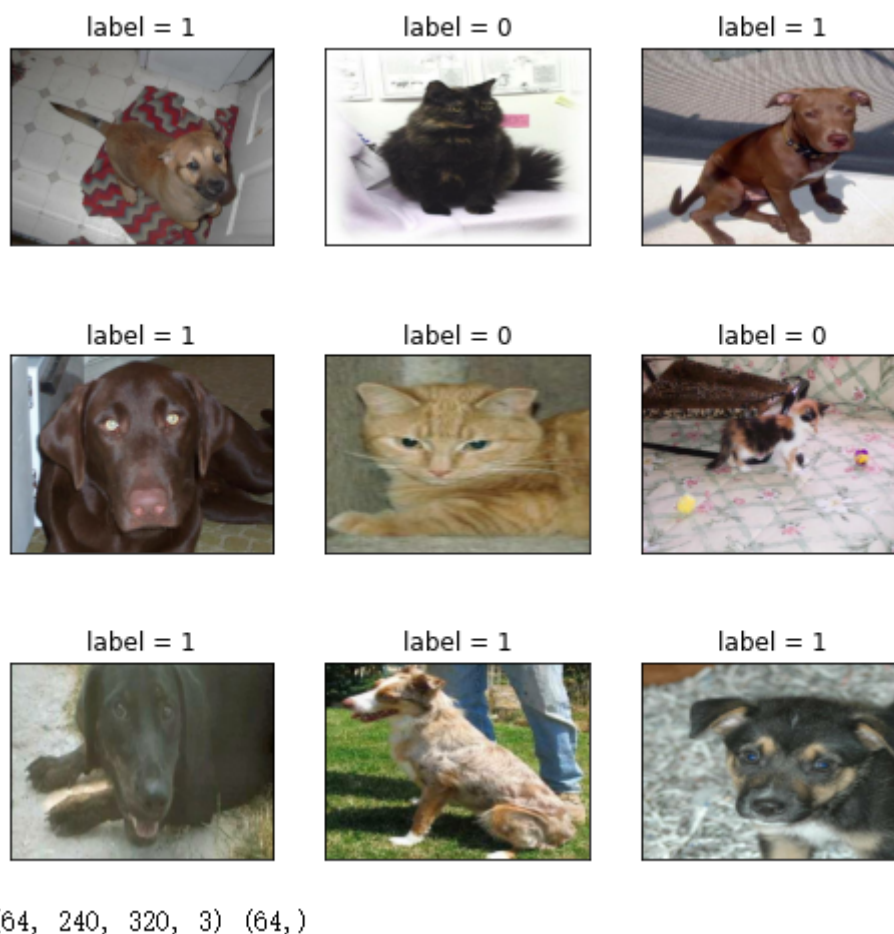 label = 1
label = 0
label = 1
label = 1
label = 0
label = 0
label = 1
label = 1
label = 1
(64, 240, 320, 3) (64,)